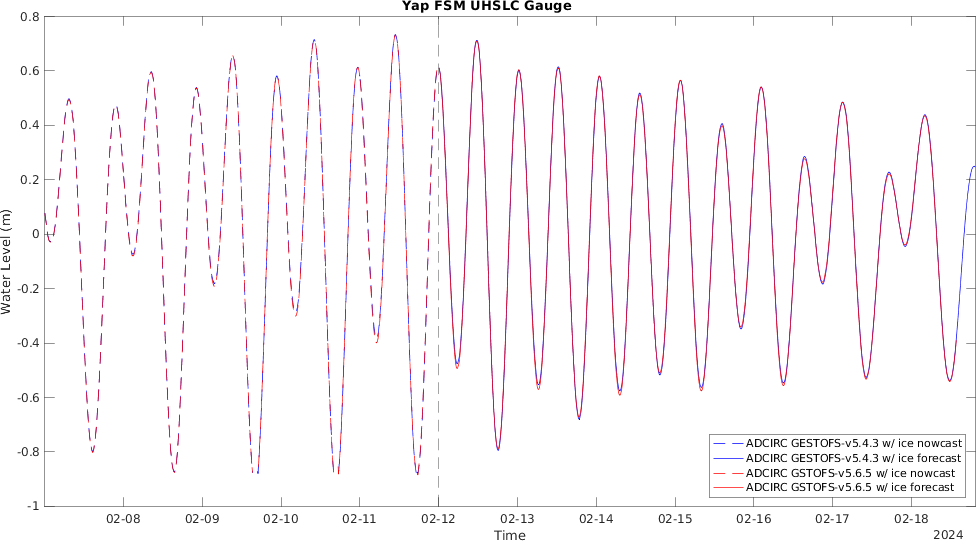 Yap FSM UHSLC Gauge
0.8
0.6
0.4
0.2
0
-0.2
-0.4
-0.6
-0.8
-1
Water Level (m)
02-08 02-09 02-10 02-11 02-12 02-13 02-14 02-15 02-16 02-17 02-18
Time
2024
ADCIRC GESTOFS-v5.4.3 w/ ice nowcast
ADCIRC GESTOFS-v5.4.3 w/ ice forecast
ADCIRC GSTOFS-v5.6.5 w/ ice nowcast
ADCIRC GSTOFS-v5.6.5 w/ ice forecast